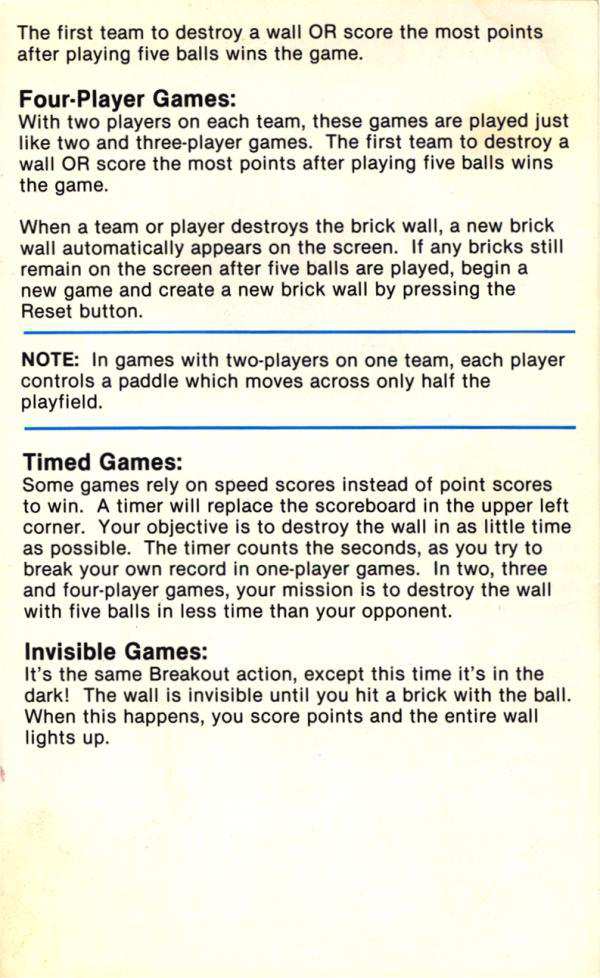 The first team to destroy a wall OR score the most points
after playing five balls wins the game.
Four-Player Games:
With two players on each team, these games are played just
like two and three-player games. The first team to destroy a
wall OR score the most points after playing five balls wins
the game.
When a team or player destroys the brick wall, a new brick
wall automatically appears on the screen. If any bricks still
remain on the screen after five balls are played, begin a
new game and create a new brick wall by pressing the
Reset button.
NOTE: In games with two-players on one team, each player
controls a paddle which moves across only half the
playfield.
Timed Games:
Some games rely on speed scores instead of point scores
to win. A timer will replace the scoreboard in the upper left
corner. Your objective is to destroy the wall in as little time
as possible. The timer counts the seconds, as you try to
break your own record in one-player games. In two, three
and four-player games, your mission is to destroy the wall
with five balls in less time than your opponent.
Invisible Games:
It's the same Breakout action, except this time it's in the
dark! The wall is invisible until you hit a brick with the ball.
When this happens, you score points and the entire wall
lights up.